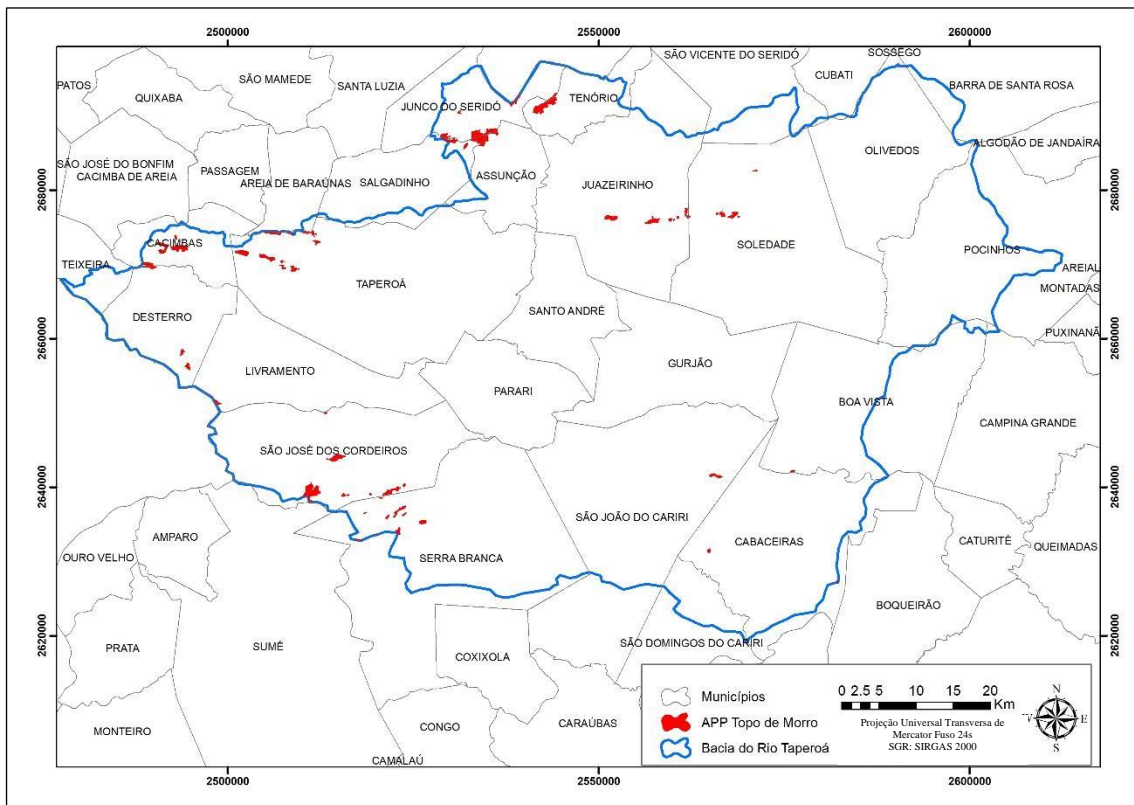 2500000
2550000
2600000
SÃO VICENTE DO SERIDÓ
SOSSÊGO
SÃO MAMEDE
SANTA LUZIA
CUBATI
PATOS
BARRA DE SANTA ROSA
QUIXABA
JUNCO DO SERIDÓ
TENÓRIO
ALGODÃO DE JANDAÍRA
OLIVEDOS
SÃO JOSÉ DO BONFIM
CACIMBA DE AREIA
PASSAGEM
AREIA DE BARAÚNAS
SALGADINHO
ASSUNÇÃO
JUAZEIRINHO
2680000
2680000
CACIMBAS
SOLEDADE
POCINHOS
TEIXEIRA
AREIAL
TAPEROÁ
MONTADAS
DESTERRO
SANTO ANDRÉ
PUXINANÃ
2660000
2660000
LIVRAMENTO
GURJÃO
PARARI
BOA VISTA
CAMPINA GRANDE
SÃO JOSÉ DOS CORDEIROS
2640000
2640000
SÃO JOÃO DO CARIRI
AMPARO
OURO VELHO
SERRA BRANCA
CABACEIRAS
CATURITÉ
QUEIMADAS
BOQUEIRÃO
2620000
2620000
PRATA
SUMÉ
COXIXOLA
SÃO DOMINGOS DO CARIRI
MONTEIRO
CONGO
CARAÚBAS
CAMALAÚ
Municípios
APP Topo de Morro
Bacia do Rio Taperoá
0 2.5 5 10 15 20
Km
Projeção Universal Transversa de
Mercator Fuso 24s
SGR: SIRGAS 2000
N
E
S
2500000
2550000
2600000